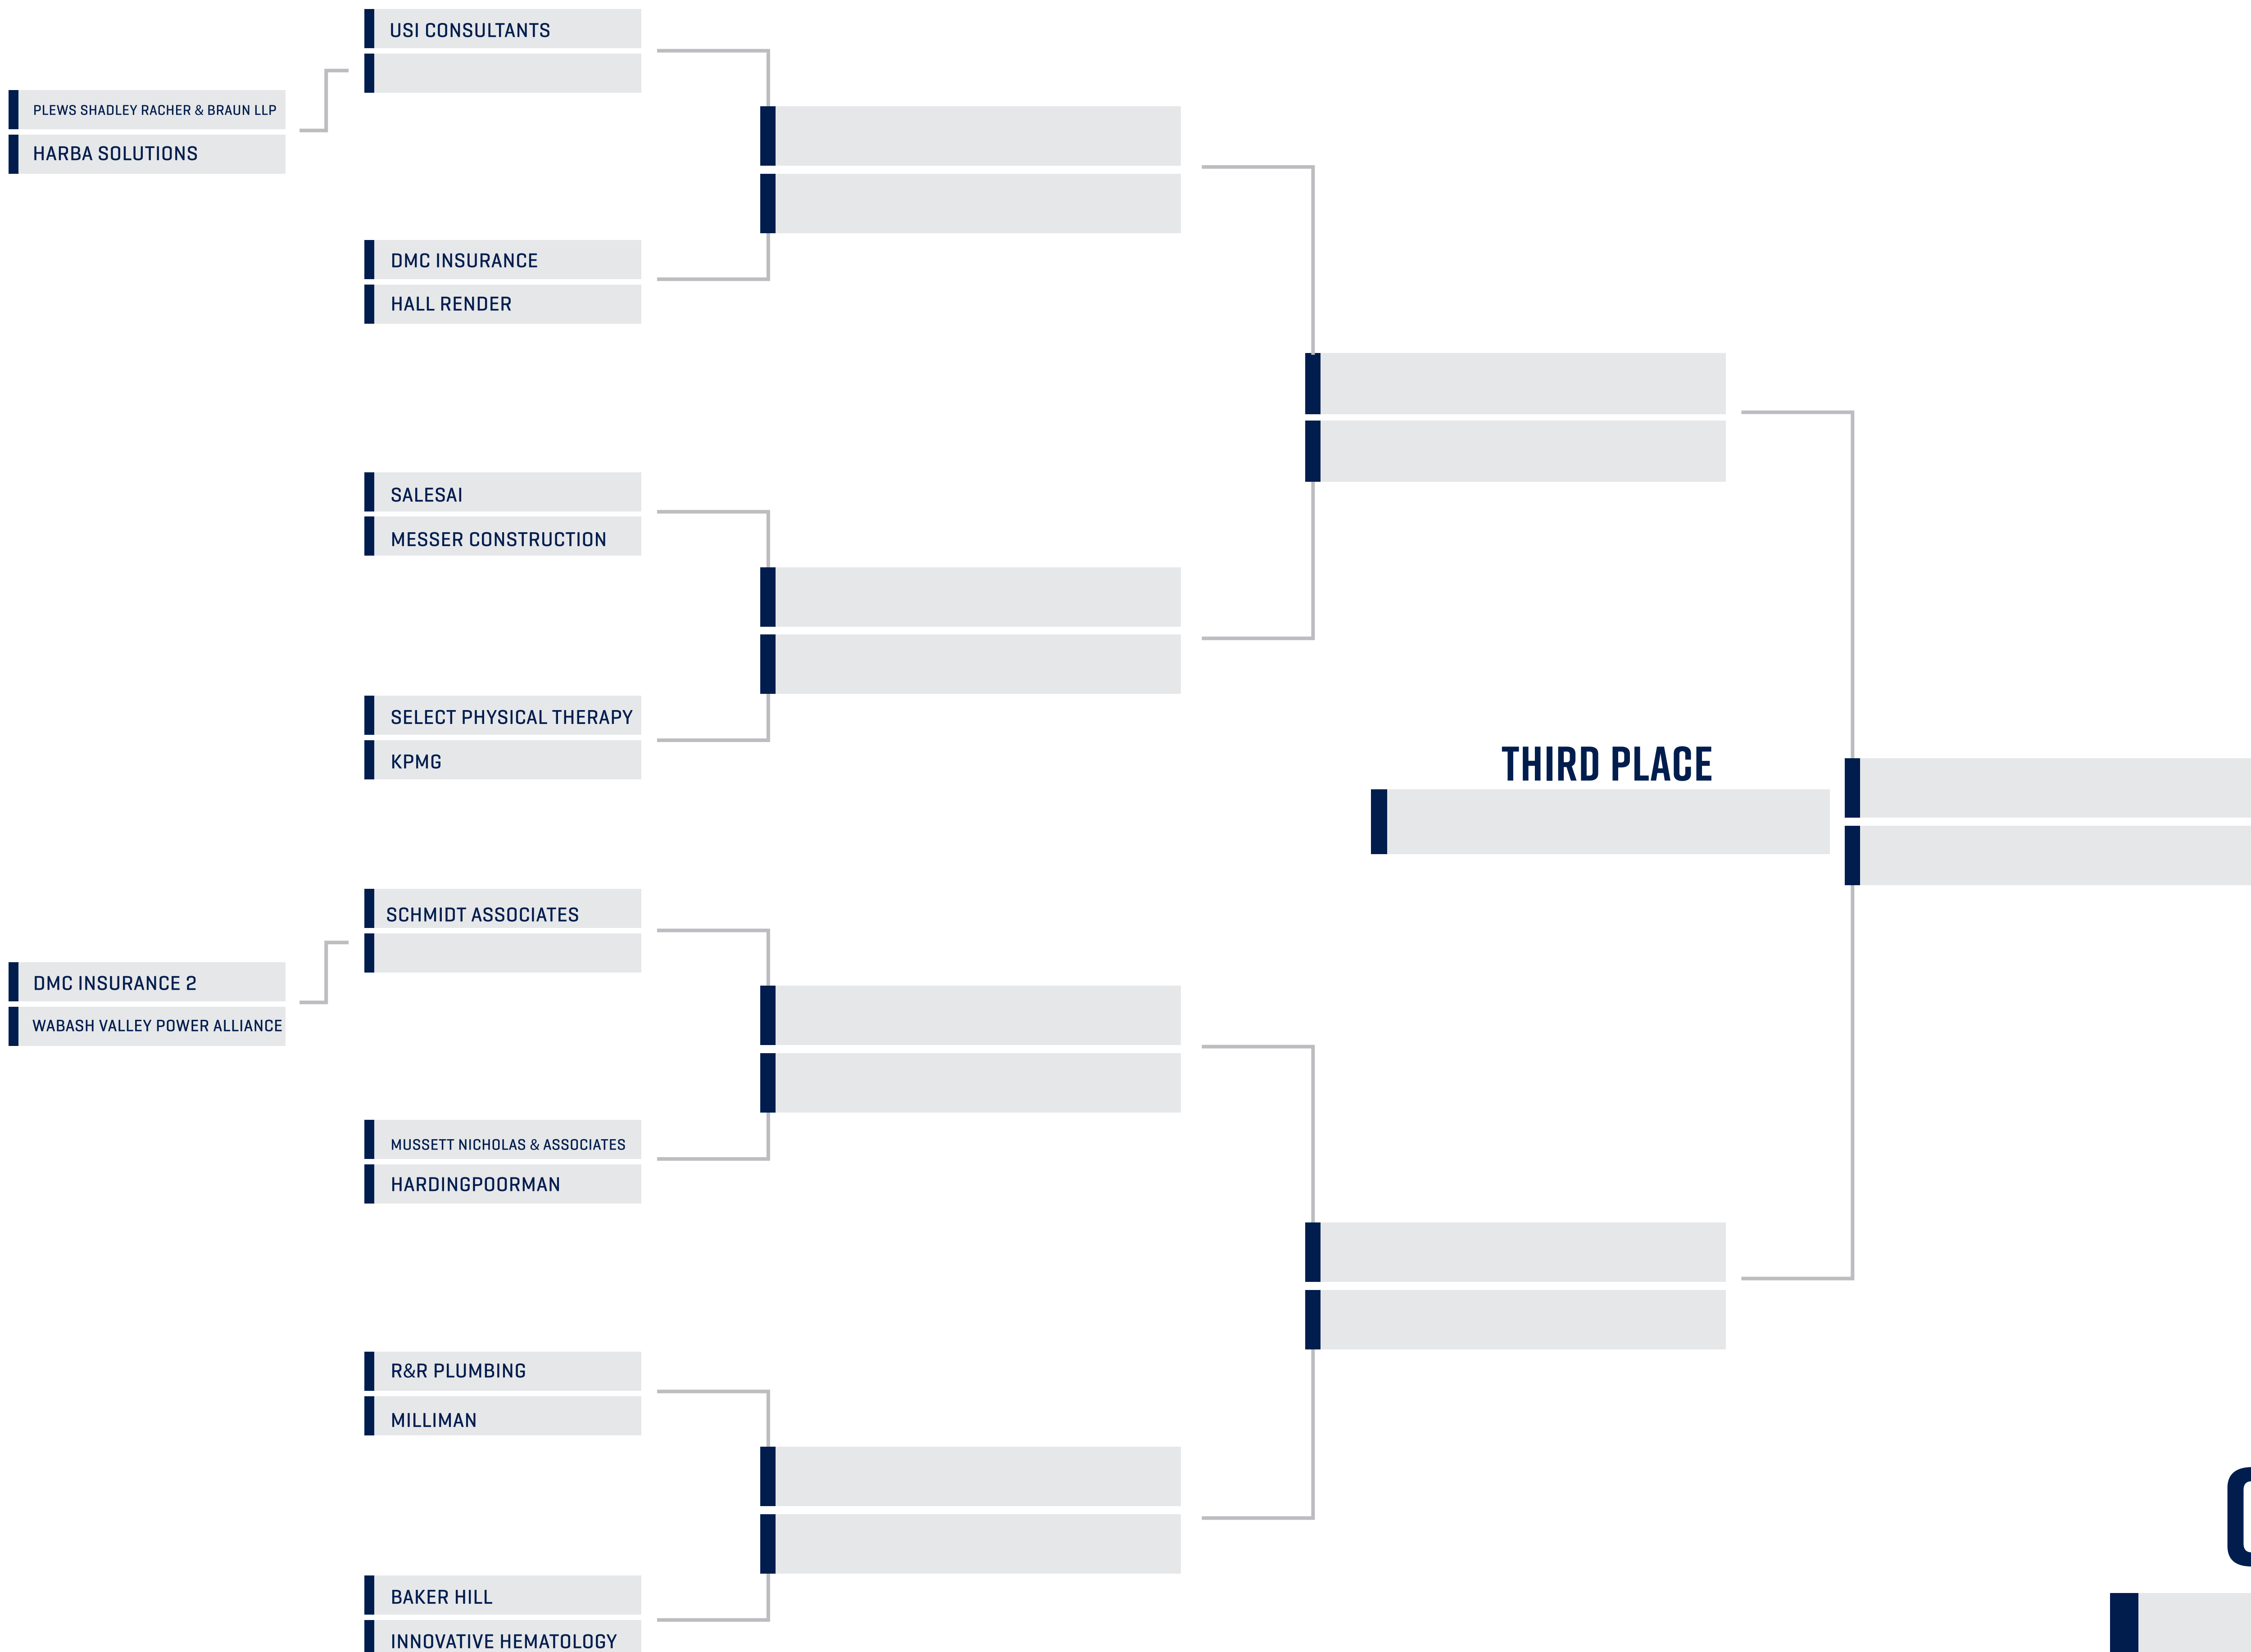 USI CONSULTANTS
PLEWS SHADLEY RACHER & BRAUN LLP
HARBA SOLUTIONS
DMC INSURANCE
HALL RENDER
SALESAI
MESSER CONSTRUCTION
SELECT PHYSICAL THERAPY
KPMG
THIRD PLACE
SCHMIDT ASSOCIATES
DMC INSURANCE 2
WABASH VALLEY POWER ALLIANCE
MUSSETT NICHOLAS & ASSOCIATES
HARDINGPOORMAN
R&R PLUMBING
MILLIMAN
BAKER HILL
INNOVATIVE HEMATOLOGY